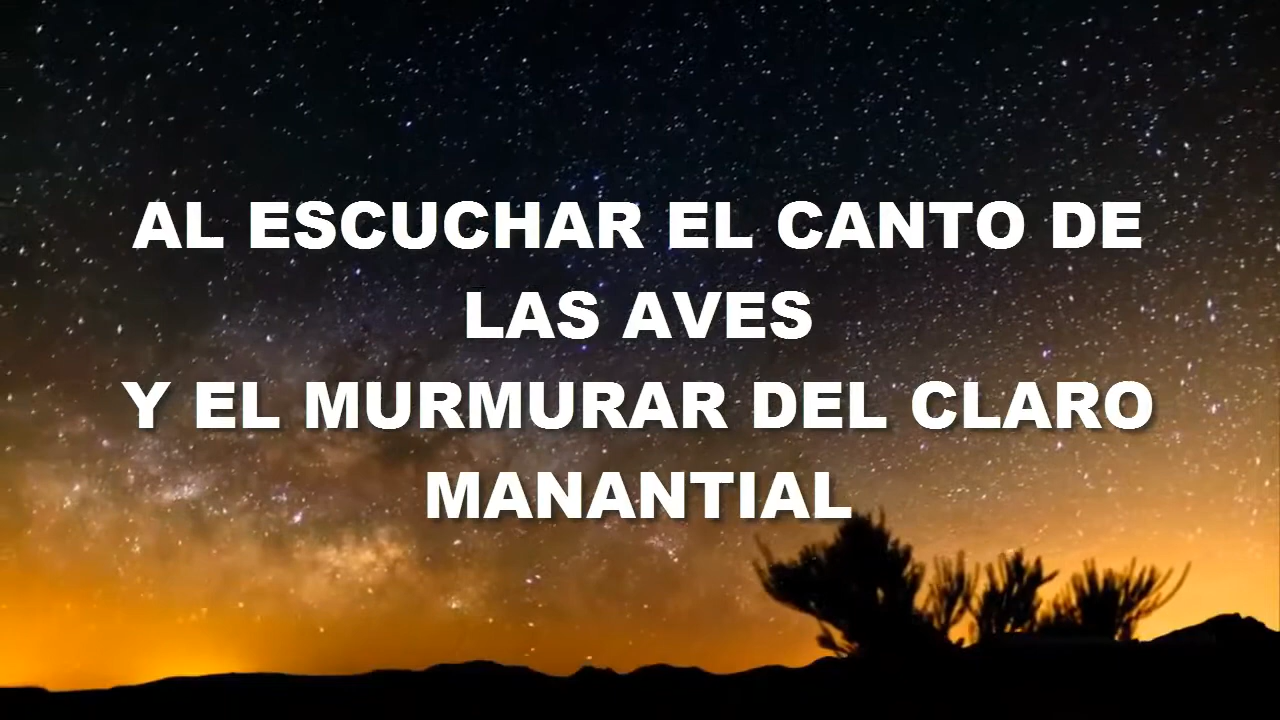 AL ESCUCHAR EL CANTO DE
LAS AVES
Y EL MURMURAR DEL CLARO
MANANTIAL